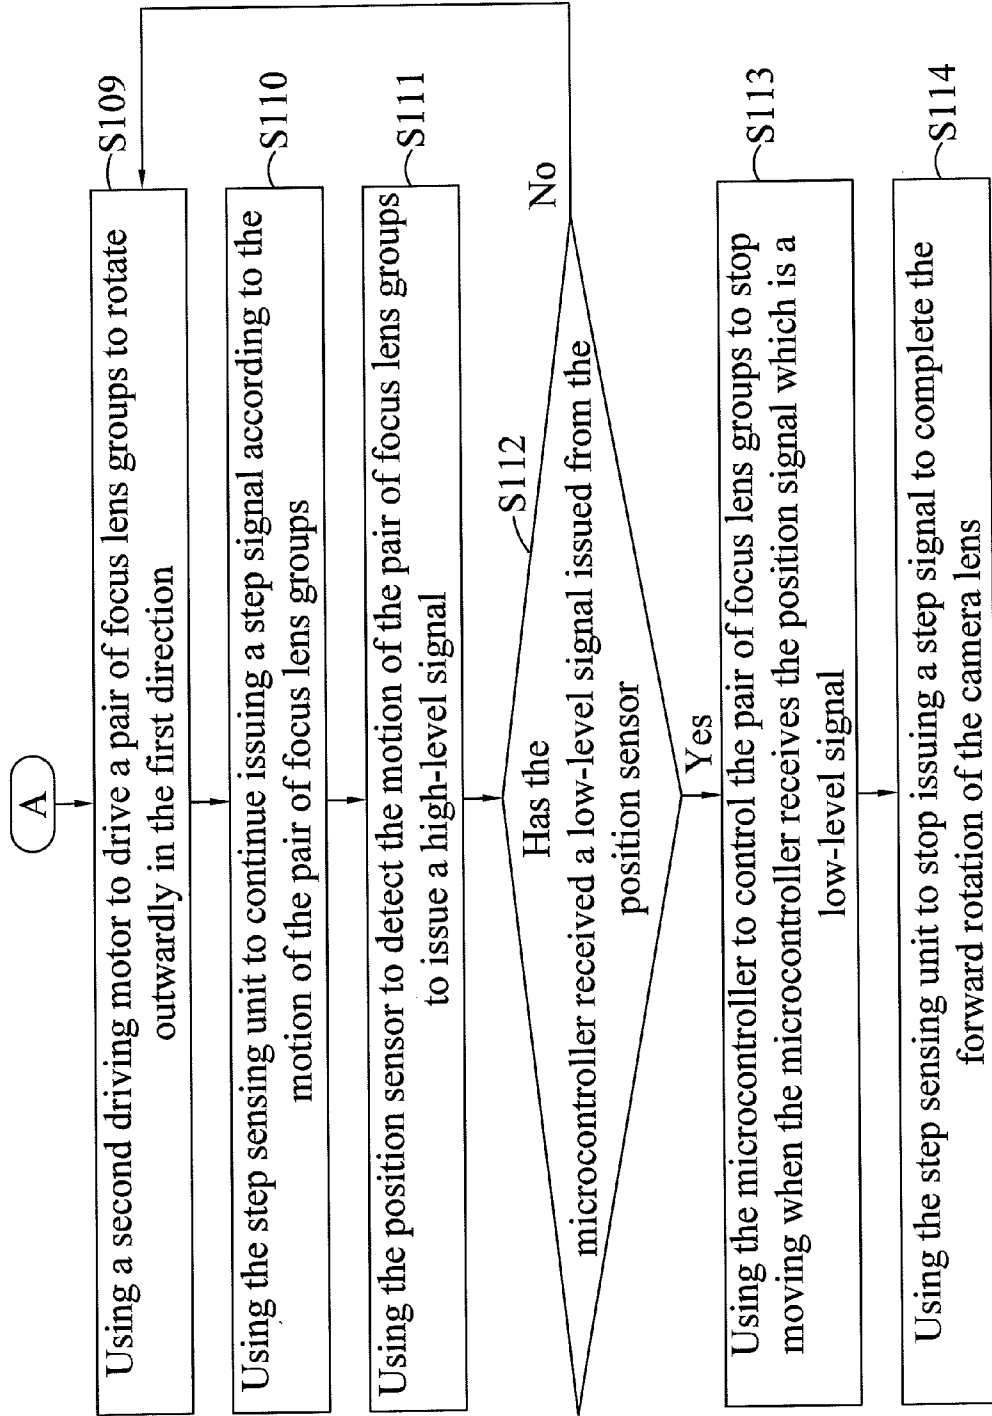 A
S109
Using a second driving motor to drive a pair of focus lens groups to rotate
outwardly in the first direction
S110
Using the step sensing unit to continue issuing a step signal according to the
motion of the pair of focus lens groups
S111
Using the position sensor to detect the motion of the pair of focus lens groups
to issue a high-level signal
S112
Has the
microcontroller received a low-level signal issued from the
position sensor
No
Yes
S113
Using the microcontroller to control the pair of focus lens groups to stop
moving when the microcontroller receives the position signal which is a
low-level signal
S114
Using the step sensing unit to stop issuing a step signal to complete the
forward rotation of the camera lens